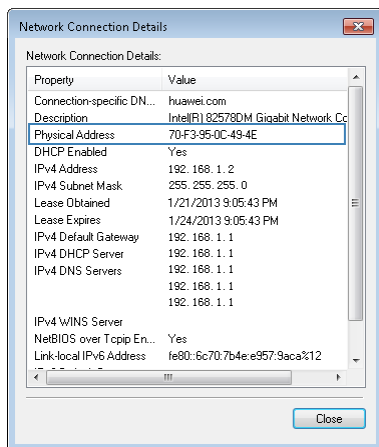 Network Connection Details
Network Connection Details:
Property Value
Connection-specific DN... huawei.com
Description Intel(R) 82578DM Gigabit Network Cc
Physical Address 70-F3-95-0C-49-4E
DHCP Enabled Yes
IPv4 Address 192. 168. 1. 2
IPv4 Subnet Mask 255. 255. 255. 0
Lease Obtained 1/21/2013 9:05:43 PM
Lease Expires 1/24/2013 9:05:43 PM
IPv4 Default Gateway 192. 168. 1. 1
IPv4 DHCP Server 192. 168. 1. 1
IPv4 DNS Servers 192. 168. 1. 1
192. 168. 1. 1
192. 168. 1. 1
IPv4 WINS Server
NetBIOS over Tcpip En... Yes
Link-local IPv6 Address fe80::6c70:7b4e:e957:9aca%12
Close